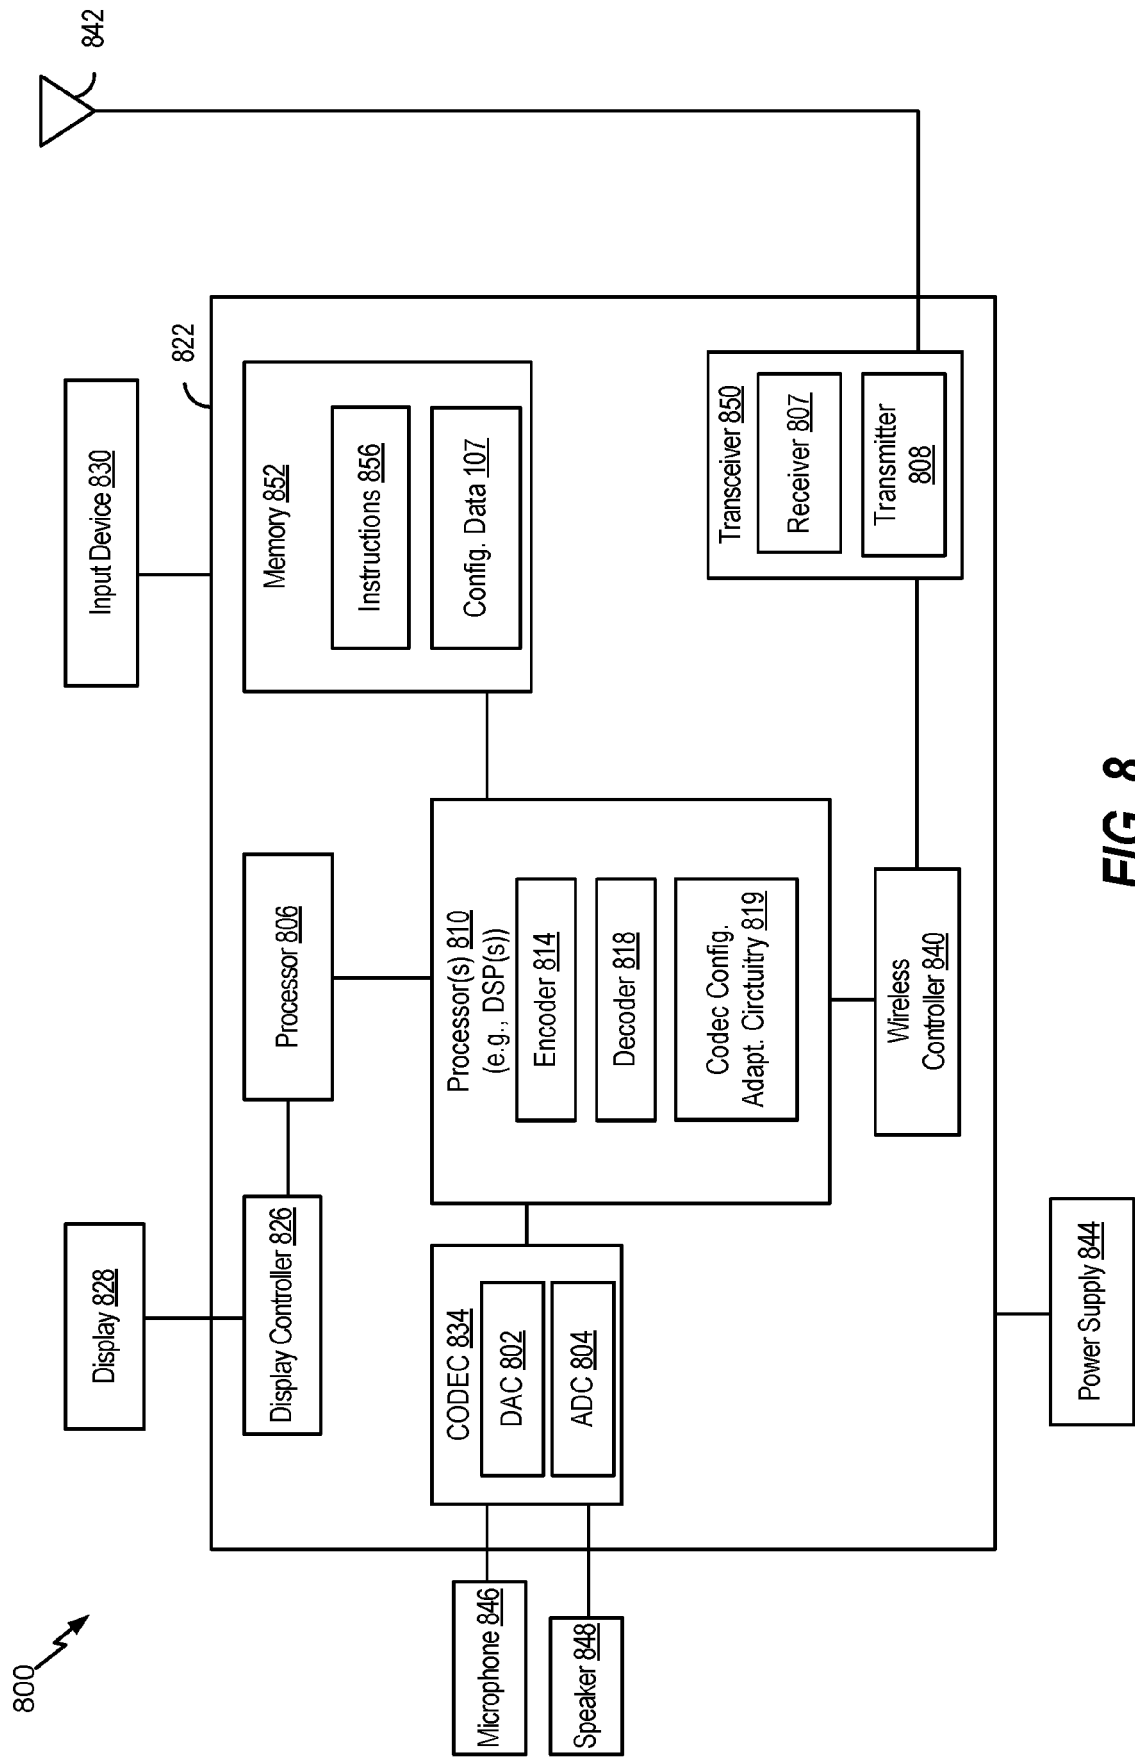 800
842
Display 828
Input Device 830
822
Display Controller 826
Processor 806
Memory 852
Instructions 856
Config. Data 107
Microphone 846
Speaker 848
CODEC 834
DAC 802
ADC 804
Processor(s) 810
(e.g., DSP(s))
Encoder 814
Decoder 818
Codec Config.
Adapt. Circtuitry 819
Transceiver 850
Receiver 807
Transmitter
808
Wireless
Controller 840
Power Supply 844
FIG. 8